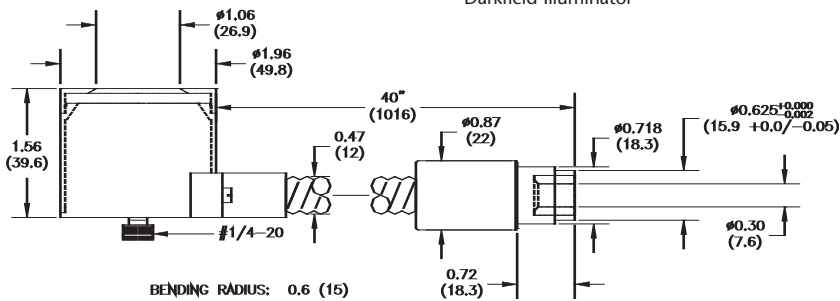 Darkfield Illuminator
ø1.06
(26.9)
ø1.96
(49.8)
40"
(1016)
1.56
(39.6)
0.47
(12)
ø0.87
(22)
ø0.718
(18.3)
ø0.625+0.000
-0.002
(15.9 +0.0/-0.05)
#1/4-20
ø0.30
(7.6)
0.72
(18.3)
BENDING RADIUS: 0.6 (15)